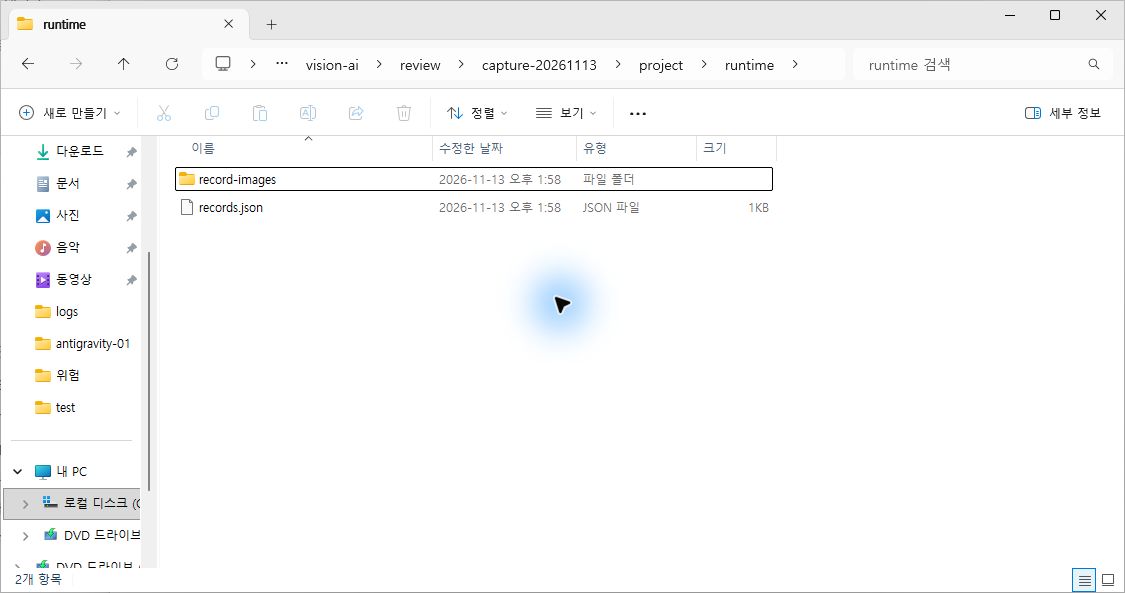 runtime
… vision-ai > review > capture-20261113 > project > runtime >
runtime 검색
새로 만들기
정렬
보기
세부 정보
이름 수정한 날짜 유형 크기
record-images 2026-11-13 오후 1:58 파일 폴더
records.json 2026-11-13 오후 1:58 JSON 파일 1KB
다운로드
문서
사진
음악
동영상
logs
antigravity-01
위험
test
내 PC
로컬 디스크 (C
DVD 드라이브
DVD 드라이브
2개 항목